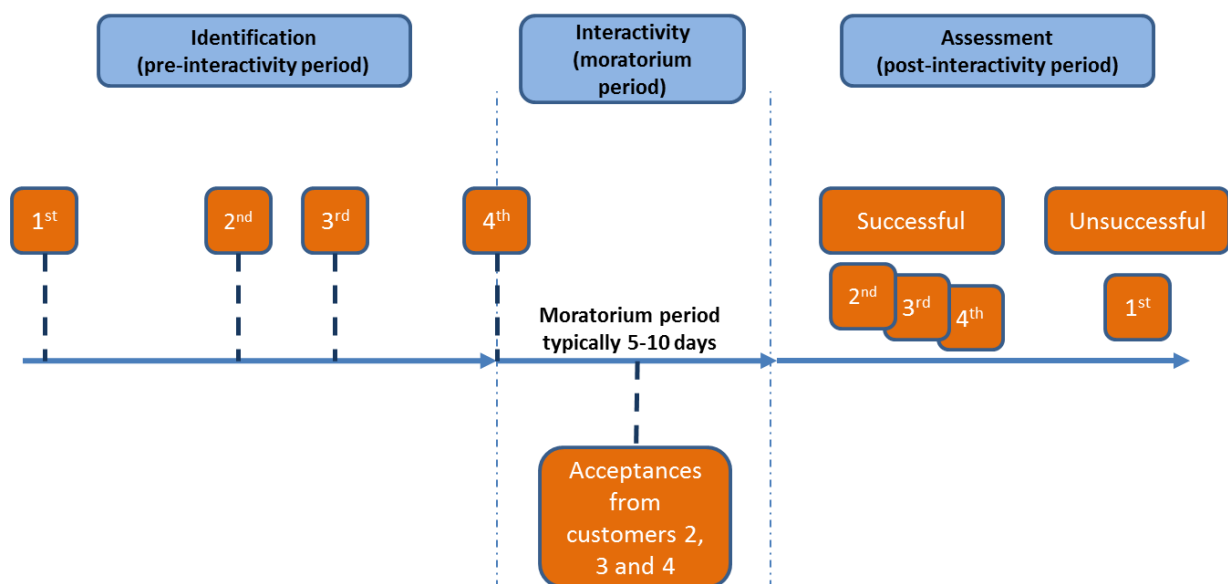 Identification
(pre-interactivity period)
Interactivity
(moratorium
period)
Assessment
(post-interactivity period)
1st
2nd
3rd
4th
Successful
Unsuccessful
2nd
3rd
4th
1st
Moratorium period
typically 5-10 days
Acceptances
from
customers 2,
3 and 4